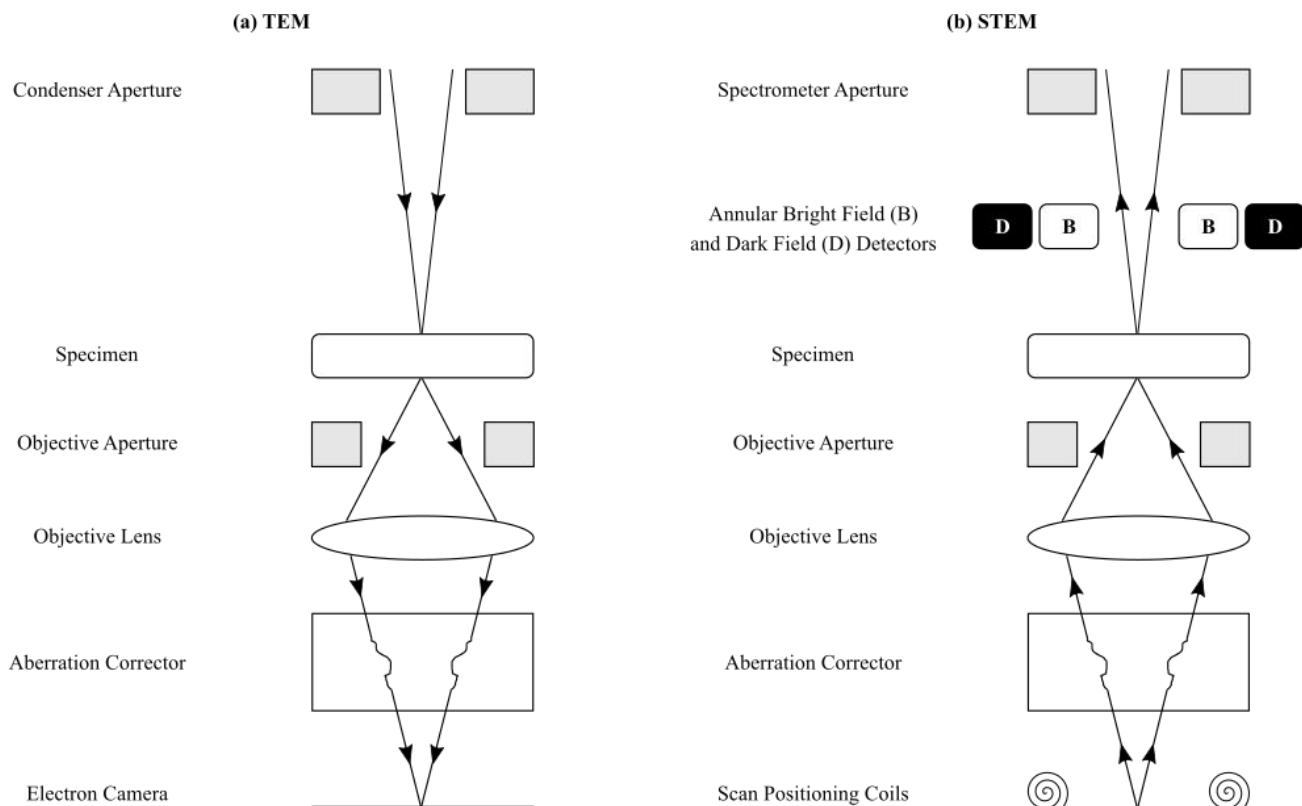 (a) TEM
Condenser Aperture
Specimen
Objective Aperture
Objective Lens
Aberration Corrector
Electron Camera
(b) STEM
Spectrometer Aperture
Annular Bright Field (B)
and Dark Field (D) Detectors
D B B D
Specimen
Objective Aperture
Objective Lens
Aberration Corrector
Scan Positioning Coils